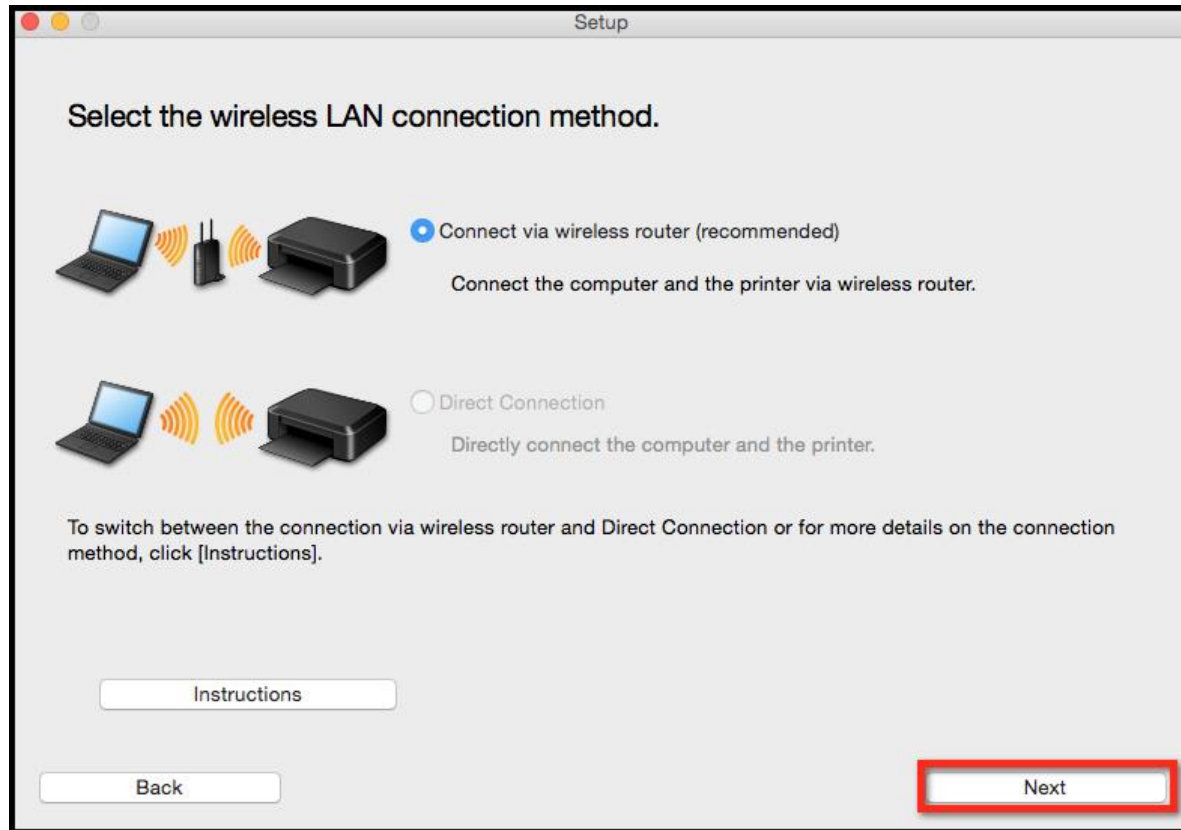 Setup
Select the wireless LAN connection method.
Connect via wireless router (recommended)
Connect the computer and the printer via wireless router.
Direct Connection
Directly connect the computer and the printer.
To switch between the connection via wireless router and Direct Connection or for more details on the connection
method, click [Instructions].
Instructions
Back
Next